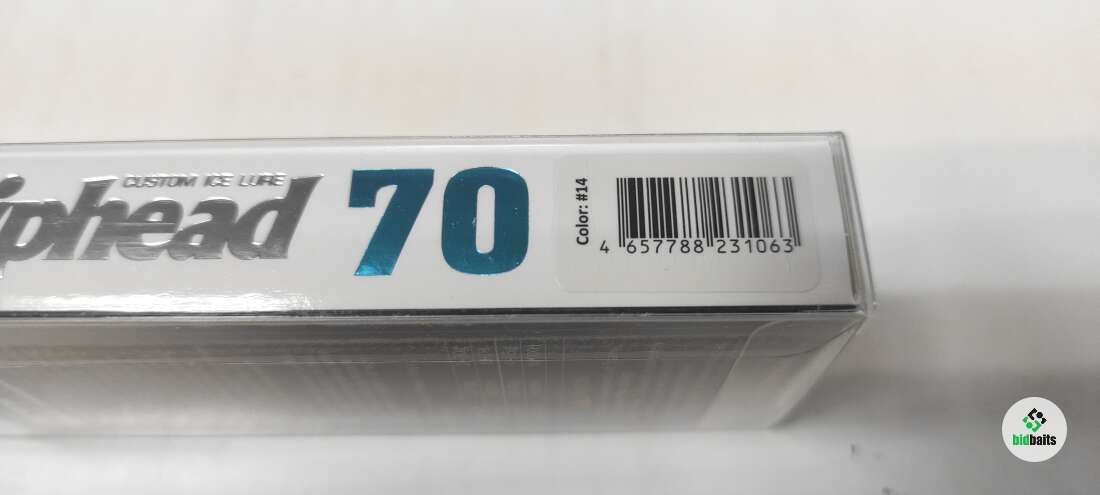 CUSTOM ICE LURE
iphead
70
Color: #14
4 657788 231063
bidbaits